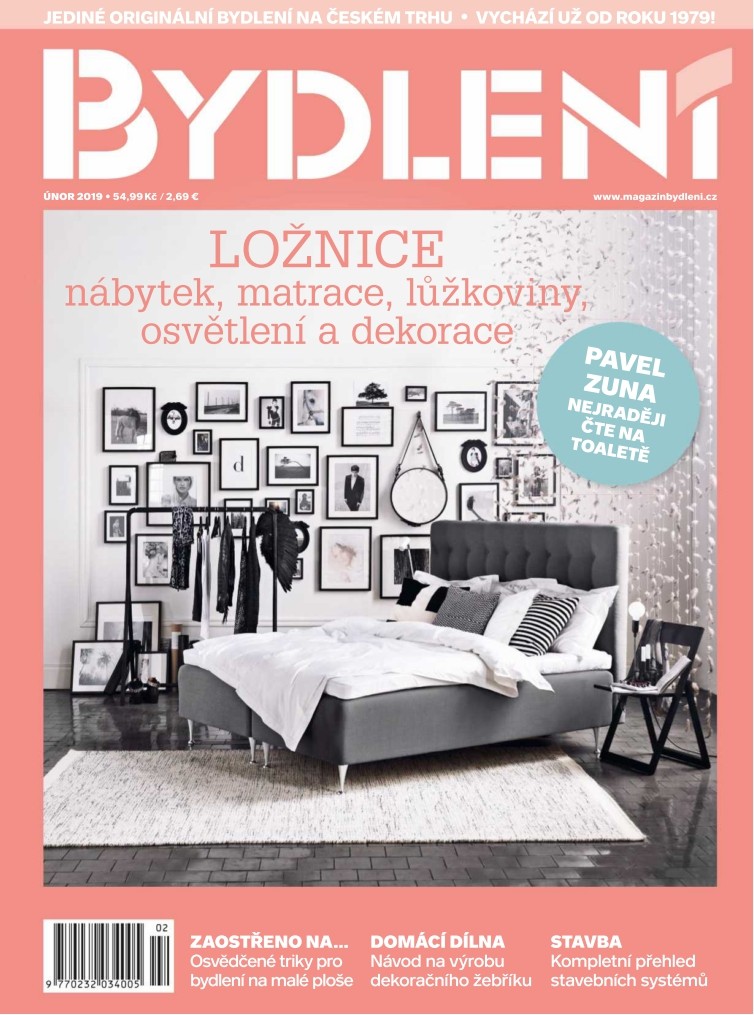 JEDINÉ ORIGINÁLNÍ BYDLENÍ NA ČESKÉM TRHU • VYCHÁZÍ UŽ OD ROKU 1979!
BYDLENÍ
ÚNOR 2019 • 54,99 Kč / 2,69 €
www.magazinbydleni.cz
LOŽNICE
nábytek, matrace, lůžkoviny,
osvětlení a dekorace
PAVEL
ZUNA
NEJRADĚJI
ČTE NA
TOALETĚ
d
02
9 770232 034005
ZAOSTŘENO NA...
Osvědčené triky pro
bydlení na malé ploše
DOMÁCÍ DÍLNA
Návod na výrobu
dekoračního žebříku
STAVBA
Kompletní přehled
stavebních systémů